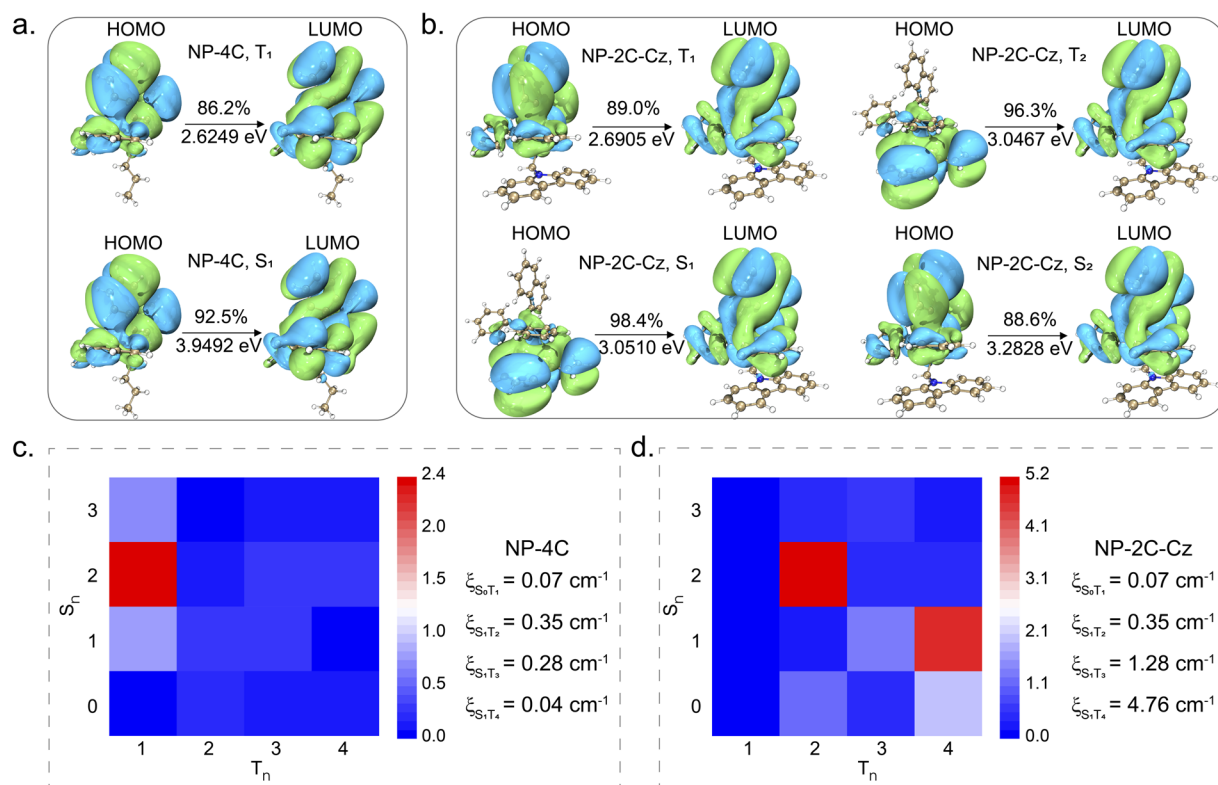 a.
HOMO
NP-4C, T₁
LUMO
86.2%
2.6249 eV
HOMO
NP-4C, S₁
LUMO
92.5%
3.9492 eV
b.
HOMO
NP-2C-Cz, T₁
LUMO
89.0%
2.6905 eV
HOMO
NP-2C-Cz, T₂
LUMO
96.3%
3.0467 eV
HOMO
NP-2C-Cz, S₁
LUMO
98.4%
3.0510 eV
HOMO
NP-2C-Cz, S₂
LUMO
88.6%
3.2828 eV
c.
Sₙ
3
2
1
0
1 2 3 4
Tₙ
2.4
2.0
1.5
1.0
0.5
0.0
NP-4C
ξS₀T₁ = 0.07 cm⁻¹
ξS₁T₂ = 0.35 cm⁻¹
ξS₁T₃ = 0.28 cm⁻¹
ξS₁T₄ = 0.04 cm⁻¹
d.
Sₙ
3
2
1
0
1 2 3 4
Tₙ
5.2
4.1
3.1
2.1
1.0
0.0
NP-2C-Cz
ξS₀T₁ = 0.07 cm⁻¹
ξS₁T₂ = 0.35 cm⁻¹
ξS₁T₃ = 1.28 cm⁻¹
ξS₁T₄ = 4.76 cm⁻¹